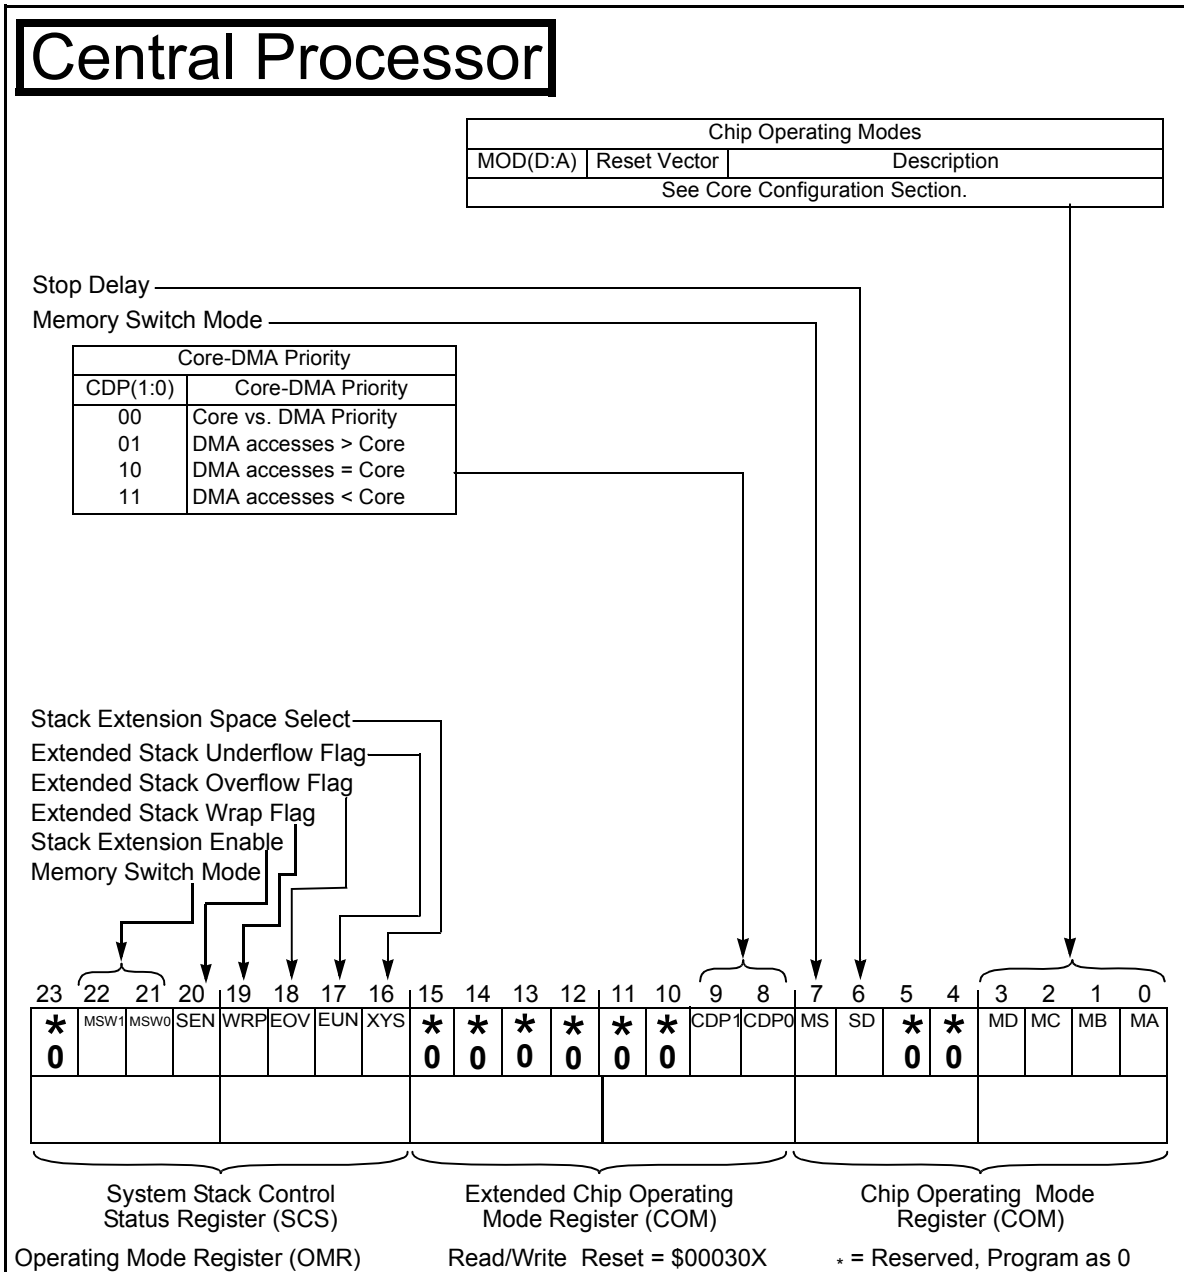 Central Processor
Chip Operating Modes
MOD(D:A) Reset Vector Description
See Core Configuration Section.
Stop Delay
Memory Switch Mode
Core-DMA Priority
CDP(1:0) Core-DMA Priority
00 Core vs. DMA Priority
01 DMA accesses > Core
10 DMA accesses = Core
11 DMA accesses < Core
Stack Extension Space Select
Extended Stack Underflow Flag
Extended Stack Overflow Flag
Extended Stack Wrap Flag
Stack Extension Enable
Memory Switch Mode
23 22 21 20 19 18 17 16 15 14 13 12 11 10 9 8 7 6 5 4 3 2 1 0
* MSW1 MSW0 SEN WRP EOV EUN XYS * * * * * * CDP1 CDP0 MS SD * * MD MC MB MA
0 0 0 0 0 0 0 0 0
System Stack Control Extended Chip Operating Chip Operating Mode
Status Register (SCS) Mode Register (COM) Register (COM)
Operating Mode Register (OMR) Read/Write Reset = $00030X * = Reserved, Program as 0